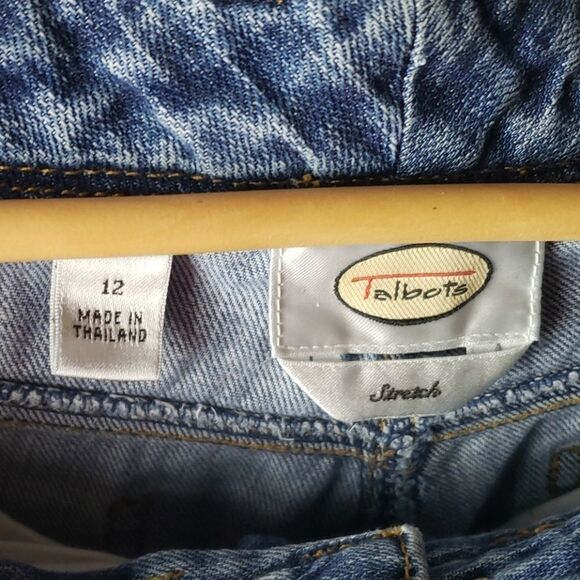 12
MADE IN
THAILAND
Talbots
Stretch